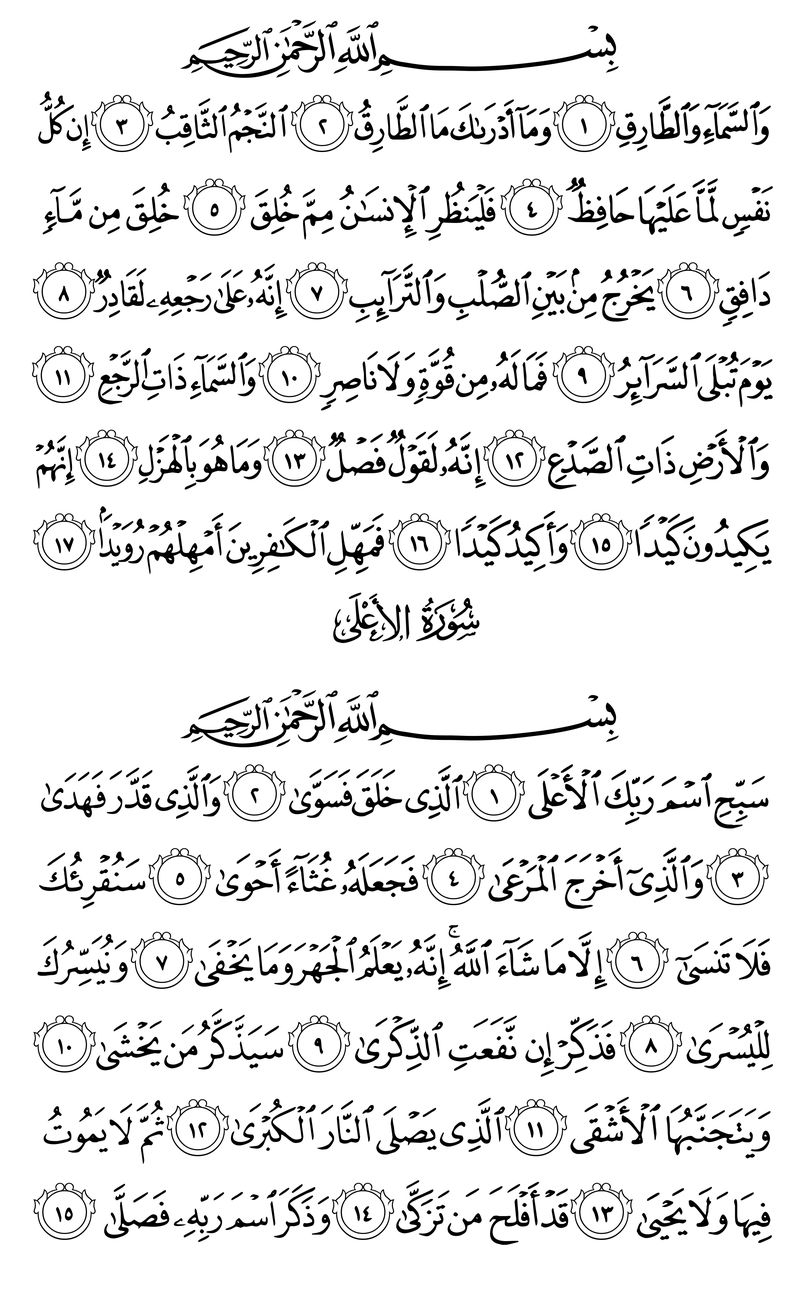 بِسْمِ ٱللَّهِ ٱلرَّحْمَٰنِ ٱلرَّحِيمِ
وَٱلسَّمَآءِ وَٱلطَّارِقِ ١ وَمَآ أَدْرَىٰكَ مَا ٱلطَّارِقُ ٢ ٱلنَّجْمُ ٱلثَّاقِبُ ٣ إِن كُلُّ
نَفْسٍ لَّمَّا عَلَيْهَا حَافِظٌ ٤ فَلْيَنظُرِ ٱلْإِنسَٰنُ مِمَّ خُلِقَ ٥ خُلِقَ مِن مَّآءٍ
دَافِقٍ ٦ يَخْرُجُ مِنۢ بَيْنِ ٱلصُّلْبِ وَٱلتَّرَآئِبِ ٧ إِنَّهُۥ عَلَىٰ رَجْعِهِۦ لَقَادِرٌ ٨
يَوْمَ تُبْلَى ٱلسَّرَآئِرُ ٩ فَمَا لَهُۥ مِن قُوَّةٍ وَلَا نَاصِرٍ ١٠ وَٱلسَّمَآءِ ذَاتِ ٱلرَّجْعِ ١١
وَٱلْأَرْضِ ذَاتِ ٱلصَّدْعِ ١٢ إِنَّهُۥ لَقَوْلٌ فَصْلٌ ١٣ وَمَا هُوَ بِٱلْهَزْلِ ١٤ إِنَّهُمْ
يَكِيدُونَ كَيْدًا ١٥ وَأَكِيدُ كَيْدًا ١٦ فَمَهِّلِ ٱلْكَٰفِرِينَ أَمْهِلْهُمْ رُوَيْدًۢا ١٧
سُورَةُ الأَعْلَى
بِسْمِ ٱللَّهِ ٱلرَّحْمَٰنِ ٱلرَّحِيمِ
سَبِّحِ ٱسْمَ رَبِّكَ ٱلْأَعْلَى ١ ٱلَّذِى خَلَقَ فَسَوَّىٰ ٢ وَٱلَّذِى قَدَّرَ فَهَدَىٰ
٣ وَٱلَّذِىٓ أَخْرَجَ ٱلْمَرْعَىٰ ٤ فَجَعَلَهُۥ غُثَآءً أَحْوَىٰ ٥ سَنُقْرِئُكَ
فَلَا تَنسَىٰٓ ٦ إِلَّا مَا شَآءَ ٱللَّهُ ۚ إِنَّهُۥ يَعْلَمُ ٱلْجَهْرَ وَمَا يَخْفَىٰ ٧ وَنُيَسِّرُكَ
لِلْيُسْرَىٰ ٨ فَذَكِّرْ إِن نَّفَعَتِ ٱلذِّكْرَىٰ ٩ سَيَذَّكَّرُ مَن يَخْشَىٰ ١٠
وَيَتَجَنَّبُهَا ٱلْأَشْقَى ١١ ٱلَّذِى يَصْلَى ٱلنَّارَ ٱلْكُبْرَىٰ ١٢ ثُمَّ لَا يَمُوتُ
فِيهَا وَلَا يَحْيَىٰ ١٣ قَدْ أَفْلَحَ مَن تَزَكَّىٰ ١٤ وَذَكَرَ ٱسْمَ رَبِّهِۦ فَصَلَّىٰ ١٥